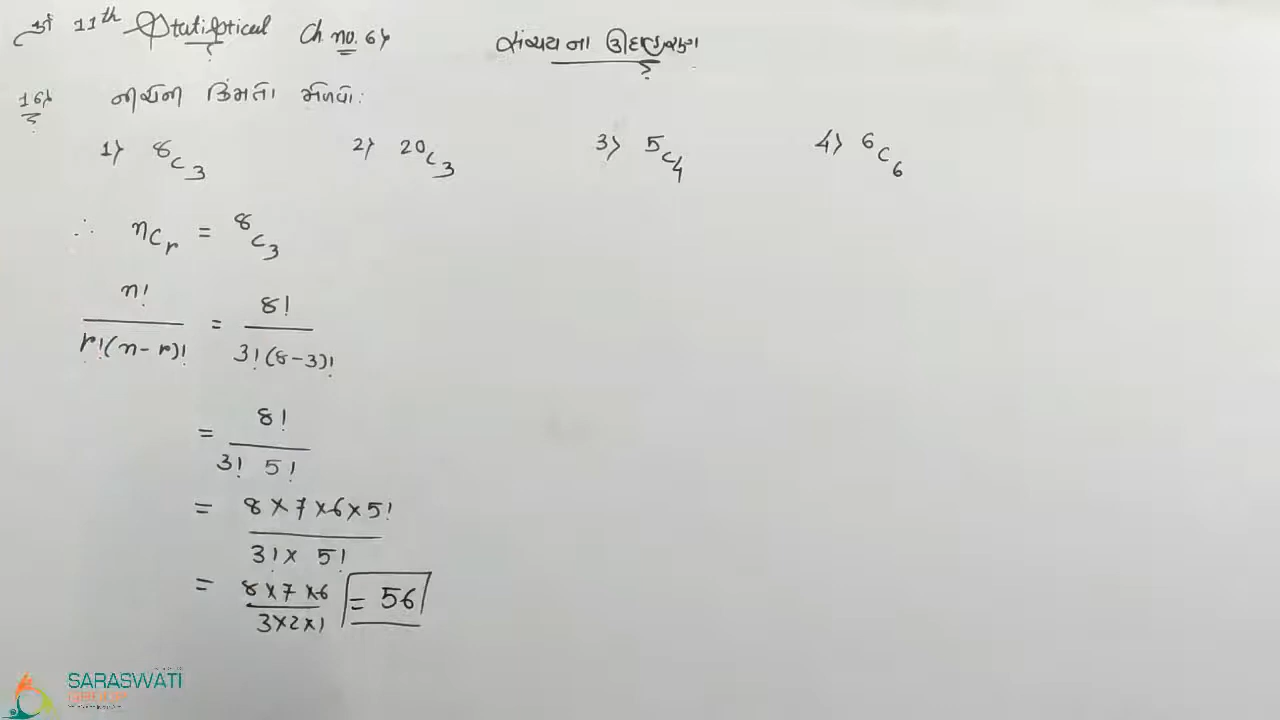 ૐ 11th Statistical Ch. no. 6> સંચય ના ઉદાહરણ
16> નીચેની કિંમતો મેળવો:
1) ⁸C₃ 2) ²⁰C₃ 3) ⁵C₄ 4) ⁶C₆
∴ nCr = ⁸C₃
n! / r!(n-r)! = 8! / 3!(8-3)!
= 8! / 3! 5!
= 8×7×6×5! / 3!× 5!
= 8×7×6 / 3×2×1 = 56
SARASWATI